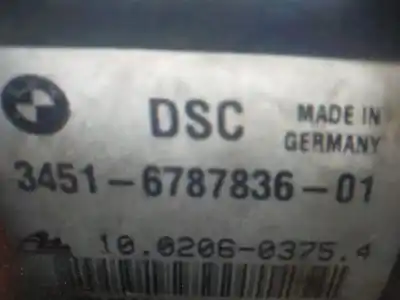 DSC
MADE IN
GERMANY
3451-6787836-01
10.0206-0375.4